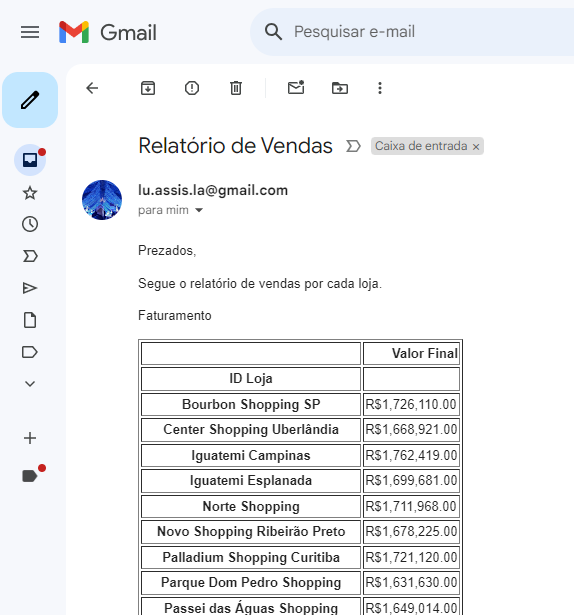 Gmail
Pesquisar e-mail
Relatório de Vendas
Caixa de entrada ×
lu.assis.la@gmail.com
para mim
Prezados,
Segue o relatório de vendas por cada loja.
Faturamento
Valor Final
ID Loja
Bourbon Shopping SP R$1,726,110.00
Center Shopping Uberlândia R$1,668,921.00
Iguatemi Campinas R$1,762,419.00
Iguatemi Esplanada R$1,699,681.00
Norte Shopping R$1,711,968.00
Novo Shopping Ribeirão Preto R$1,678,225.00
Palladium Shopping Curitiba R$1,721,120.00
Parque Dom Pedro Shopping R$1,631,630.00
Passei das Águas Shopping R$1,649,014.00